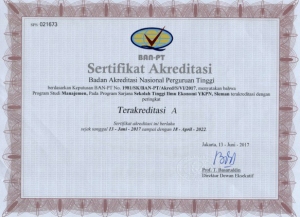 021673
BAN-PT
Sertifikat Akreditasi
Badan Akreditasi Nasional Perguruan Tinggi
berdasarkan Keputusan BAN-PT No. 1981/SK/BAN-PT/Akred/S/VI/2017, menyatakan bahwa
Program Studi Manajemen, Pada Program Sarjana Sekolah Tinggi Ilmu Ekonomi YKPN, Sleman terakreditasi dengan
peringkat
Terakreditasi A
Sertifikat akreditasi ini berlaku
sejak tanggal 13 - Juni - 2017 sampai dengan 18 - April - 2022
Jakarta, 13 - Juni - 2017
Prof. T. Basaruddin
Direktur Dewan Eksekutif